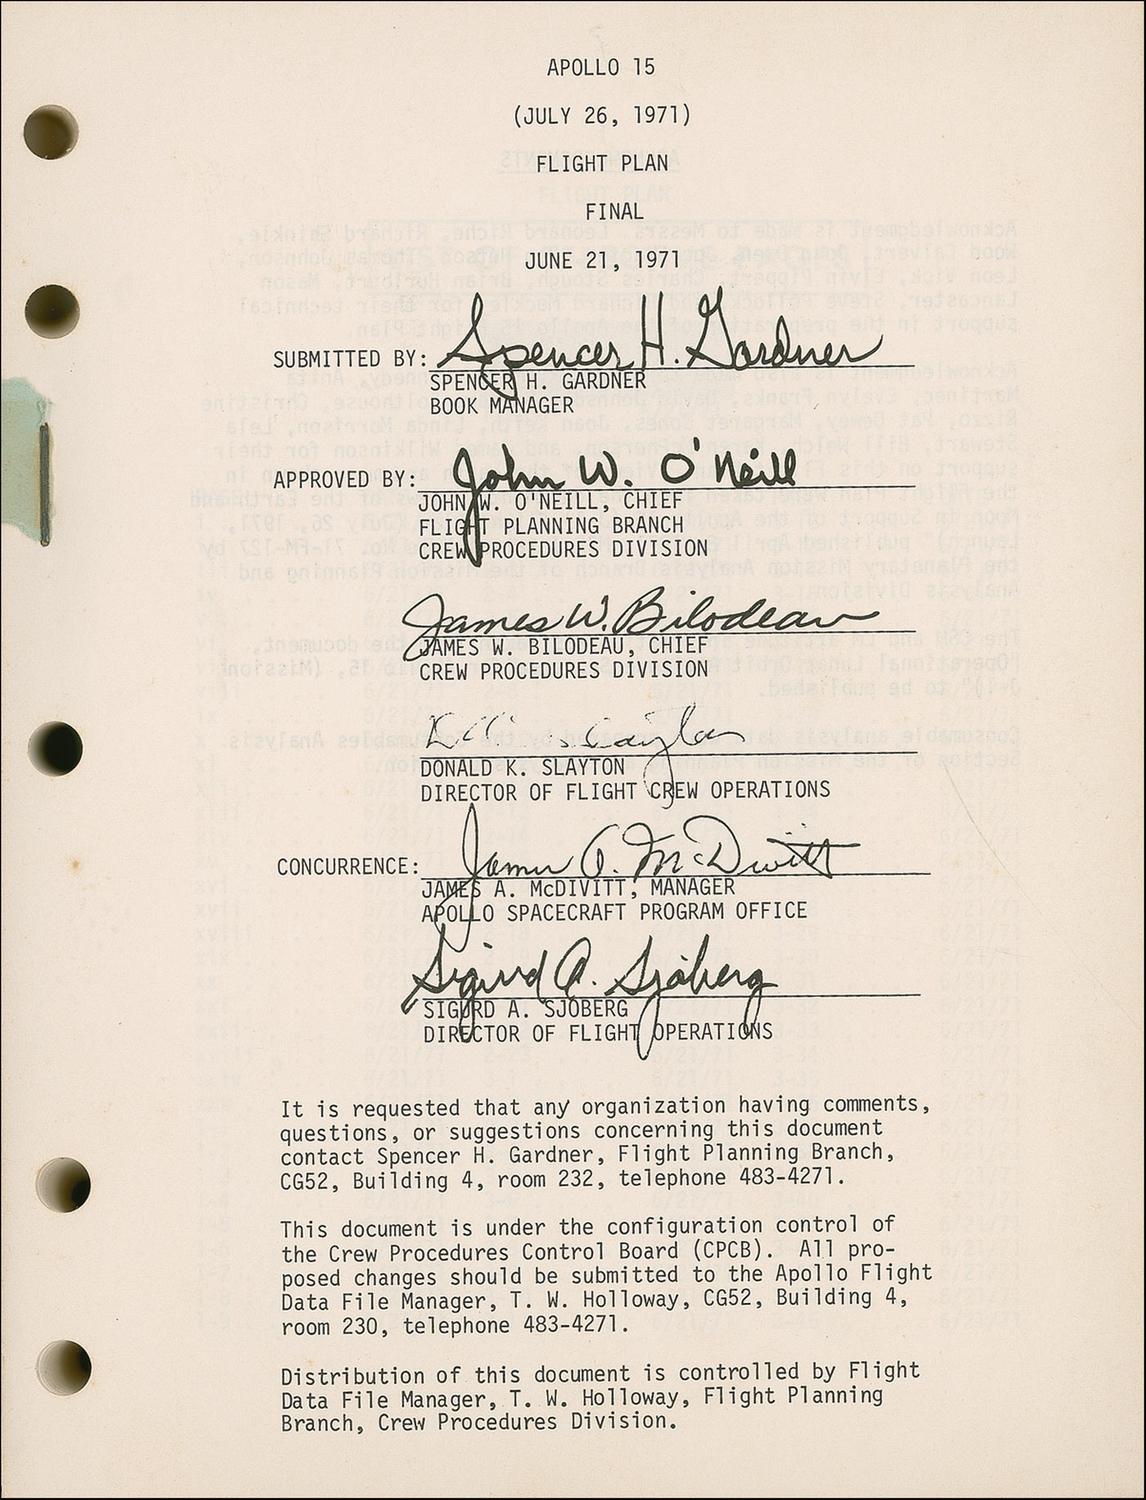 APOLLO 15
(JULY 26, 1971)
FLIGHT PLAN
FINAL
JUNE 21, 1971
Spencer H. Gardner
SUBMITTED BY:
SPENCER H. GARDNER
BOOK MANAGER
John W. O'Neill
APPROVED BY:
JOHN W. O'NEILL, CHIEF
FLIGHT PLANNING BRANCH
CREW PROCEDURES DIVISION
James W. Bilodeau
JAMES W. BILODEAU, CHIEF
CREW PROCEDURES DIVISION
DONALD K. SLAYTON
DIRECTOR OF FLIGHT CREW OPERATIONS
James A. McDivitt
CONCURRENCE:
JAMES A. McDIVITT, MANAGER
APOLLO SPACECRAFT PROGRAM OFFICE
Sigurd A. Sjoberg
SIGURD A. SJOBERG
DIRECTOR OF FLIGHT OPERATIONS
It is requested that any organization having comments,
questions, or suggestions concerning this document
contact Spencer H. Gardner, Flight Planning Branch,
CG52, Building 4, room 232, telephone 483-4271.
This document is under the configuration control of
the Crew Procedures Control Board (CPCB). All pro-
posed changes should be submitted to the Apollo Flight
Data File Manager, T. W. Holloway, CG52, Building 4,
room 230, telephone 483-4271.
Distribution of this document is controlled by Flight
Data File Manager, T. W. Holloway, Flight Planning
Branch, Crew Procedures Division.